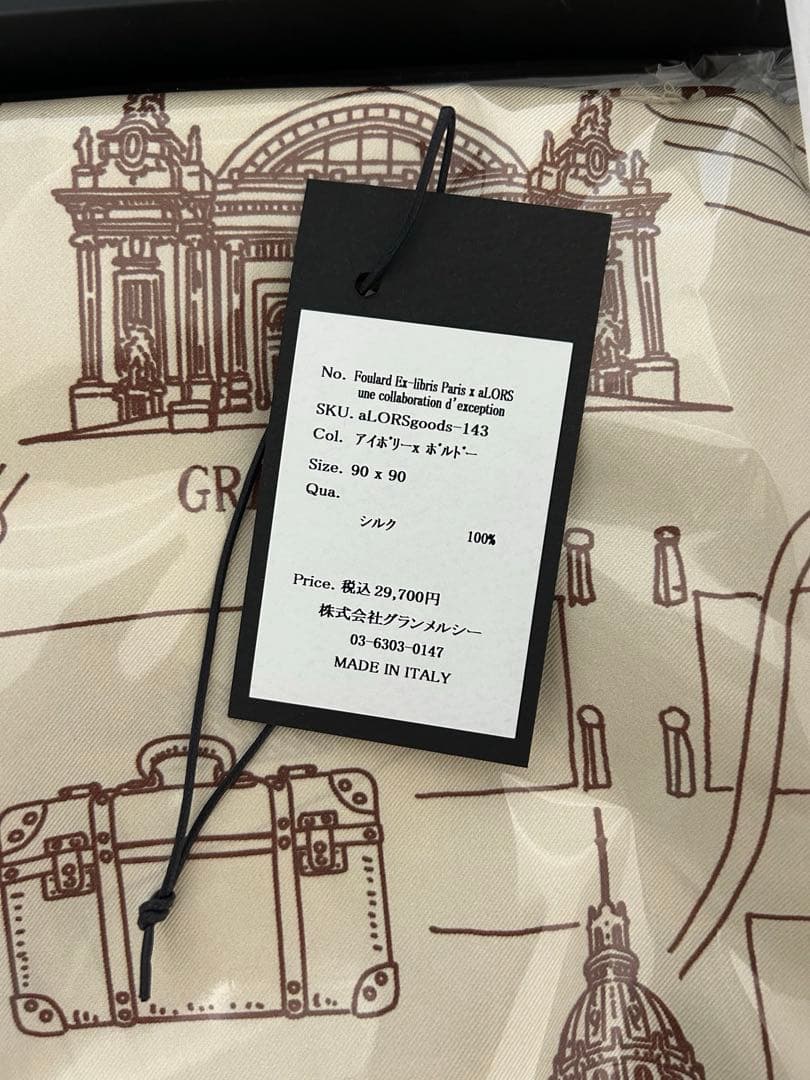 No. Foulard Ex-libris Paris x aLORS
une collaboration d'exception
SKU. aLORSgoods-143
Col. アイボリーx ボルドー
Size. 90 x 90
Qua.
シルク 100%
Price. 税込 29,700円
株式会社グランメルシー
03-6303-0147
MADE IN ITALY
GR